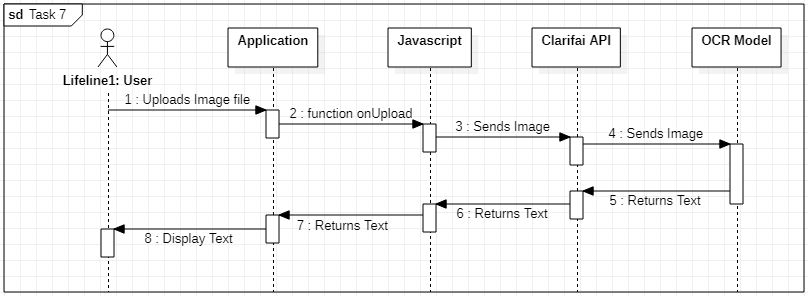 sd Task 7
Application
Javascript
Clarifai API
OCR Model
Lifeline1: User
1 : Uploads Image file
2 : function onUpload
3 : Sends Image
4 : Sends Image
5 : Returns Text
6 : Returns Text
7 : Returns Text
8 : Display Text